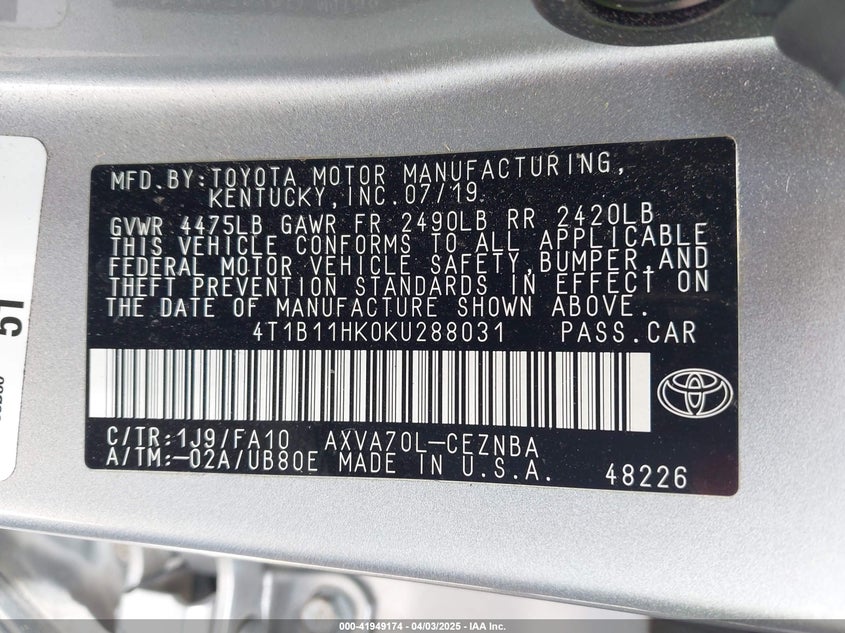 MFD.BY:TOYOTA MOTOR MANUFACTURING,
KENTUCKY,INC.07/19
GVWR 4475LB GAWR FR 2490LB RR 2420LB
THIS VEHICLE CONFORMS TO ALL APPLICABLE
FEDERAL MOTOR VEHICLE SAFETY,BUMPER,AND
THEFT PREVENTION STANDARDS IN EFFECT ON
THE DATE OF MANUFACTURE SHOWN ABOVE.
4T1B11HK0KU288031 PASS.CAR
C/TR:1J9/FA10 AXVA70L-CEZNBA
A/TM:-02A/UB80E MADE IN U.S.A.
48226
51
000-41949174 - 04/03/2025 - IAA Inc.